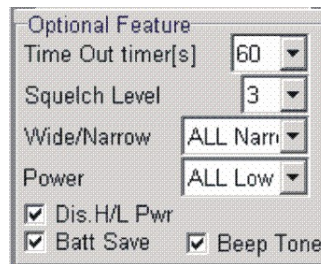 Optional Feature
Time Out timer[s] 60
Squelch Level 3
Wide/Narrow ALL Narr
Power ALL Low
Dis.H/L Pwr
Batt Save Beep Tone